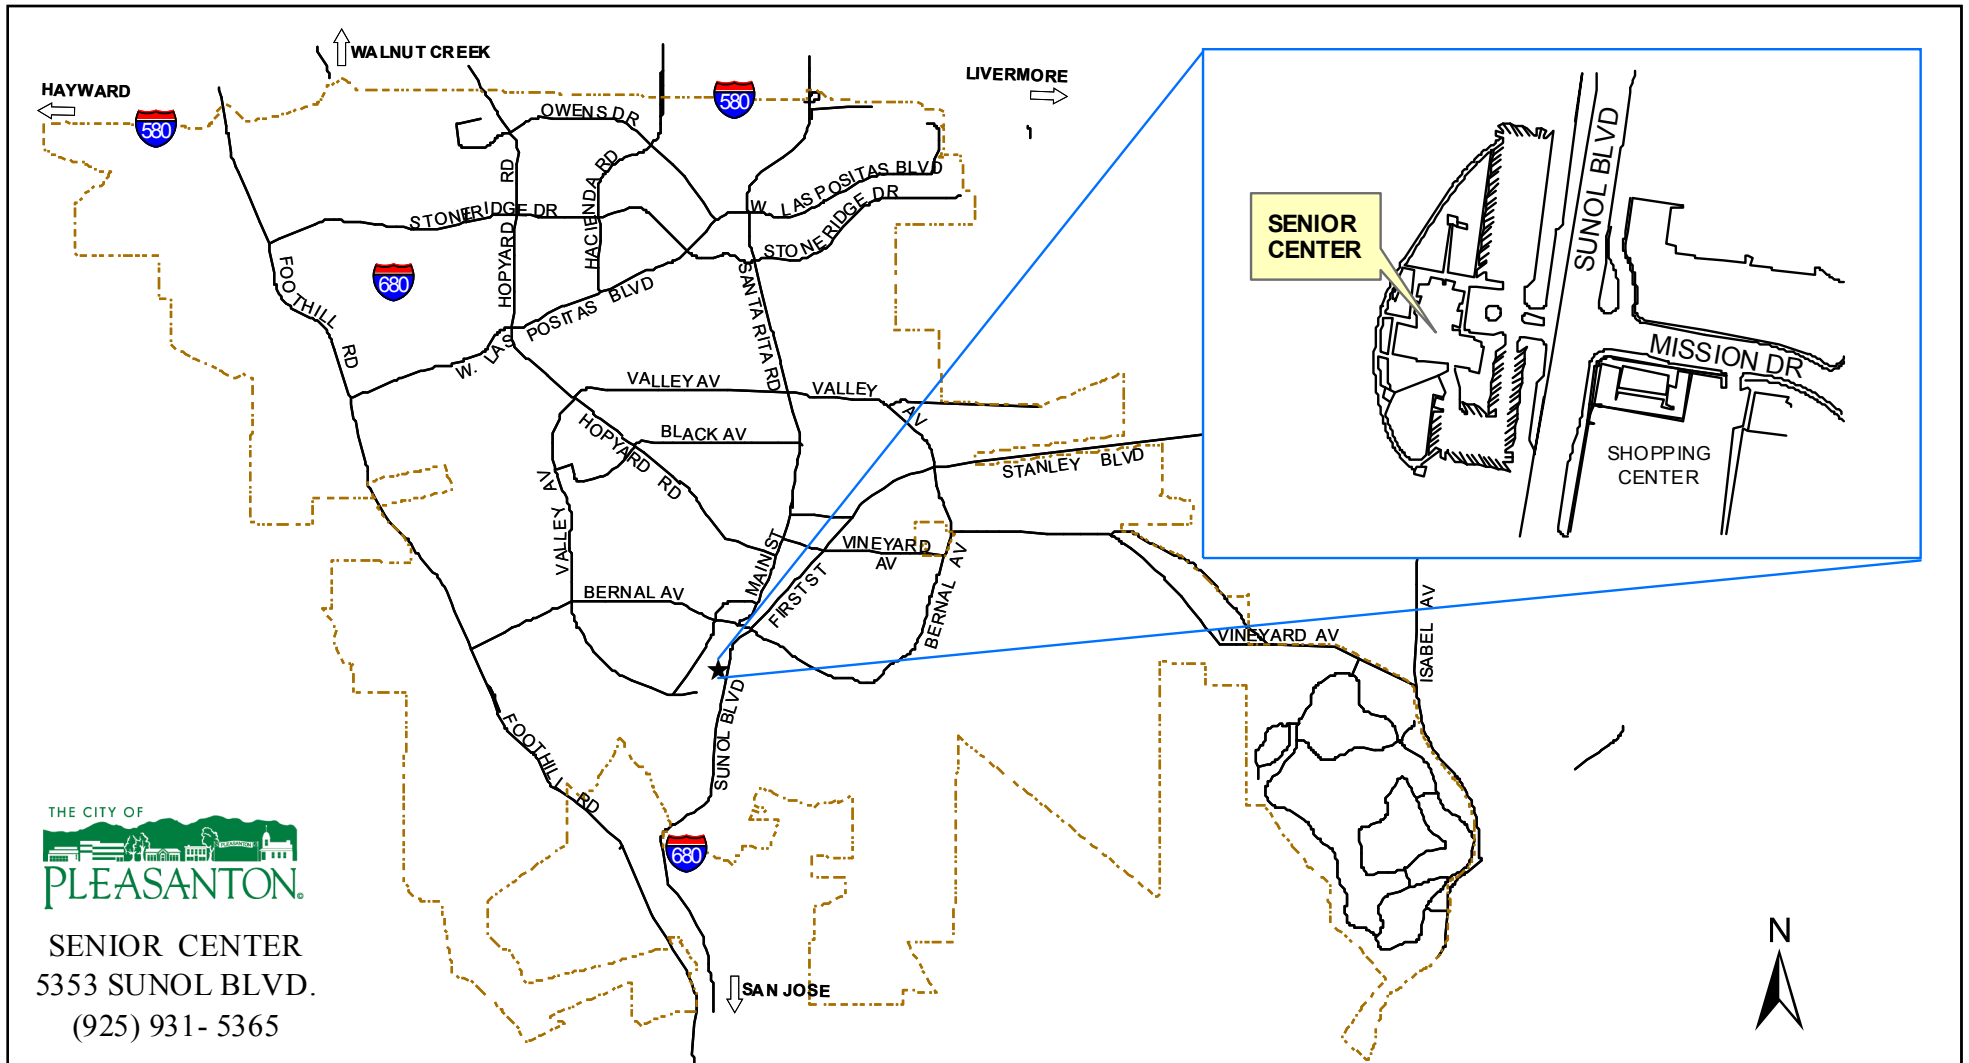 WALNUT CREEK
HAYWARD
LIVERMORE
580
580
OWENS DR
HOPYARD RD
HACIENDA RD
W. LAS POSITAS BLVD
STONERIDGE DR
STONERIDGE DR
680
FOOTHILL RD
W. LAS POSITAS BLVD
SANTA RITA RD
VALLEY AV
VALLEY AV
BLACK AV
HOPYARD RD
VALLEY AV
STANLEY BLVD
MAIN ST
VINEYARD
AV
FIRST ST
BERNAL AV
BERNAL AV
VINEYARD AV
ISABEL AV
SUNOL BLVD
FOOTHILL RD
680
SAN JOSE
SUNOL BLVD
SENIOR
CENTER
MISSION DR
SHOPPING
CENTER
THE CITY OF
PLEASANTON
PLEASANTON
SENIOR CENTER
5353 SUNOL BLVD.
(925) 931- 5365
N